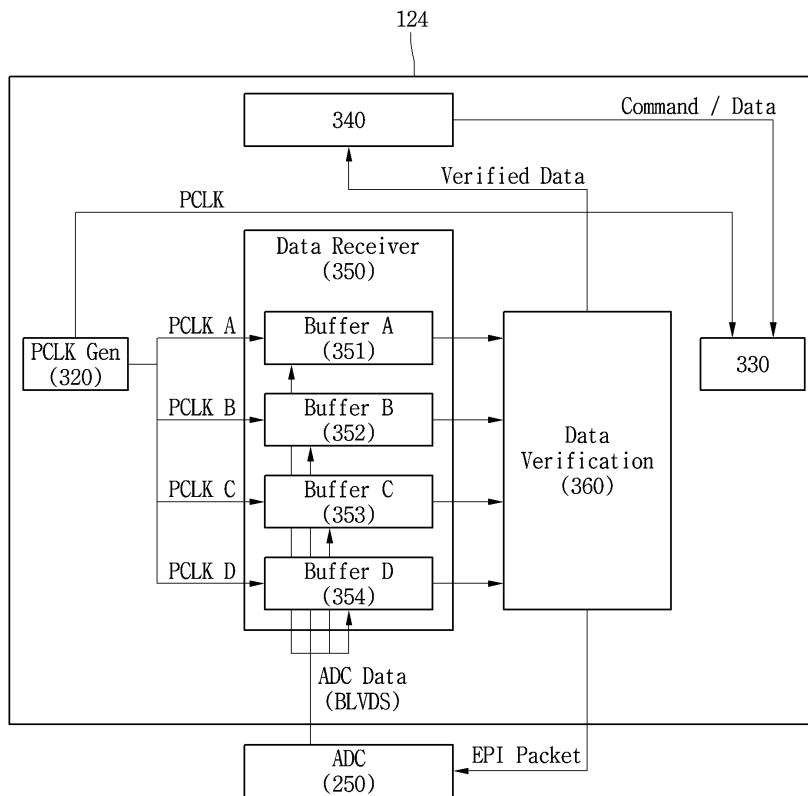 124
340
Command / Data
Verified Data
PCLK
Data Receiver
(350)
PCLK A
Buffer A
(351)
PCLK Gen
(320)
330
PCLK B
Buffer B
(352)
Data
Verification
(360)
PCLK C
Buffer C
(353)
PCLK D
Buffer D
(354)
ADC Data
(BLVDS)
ADC
(250)
EPI Packet